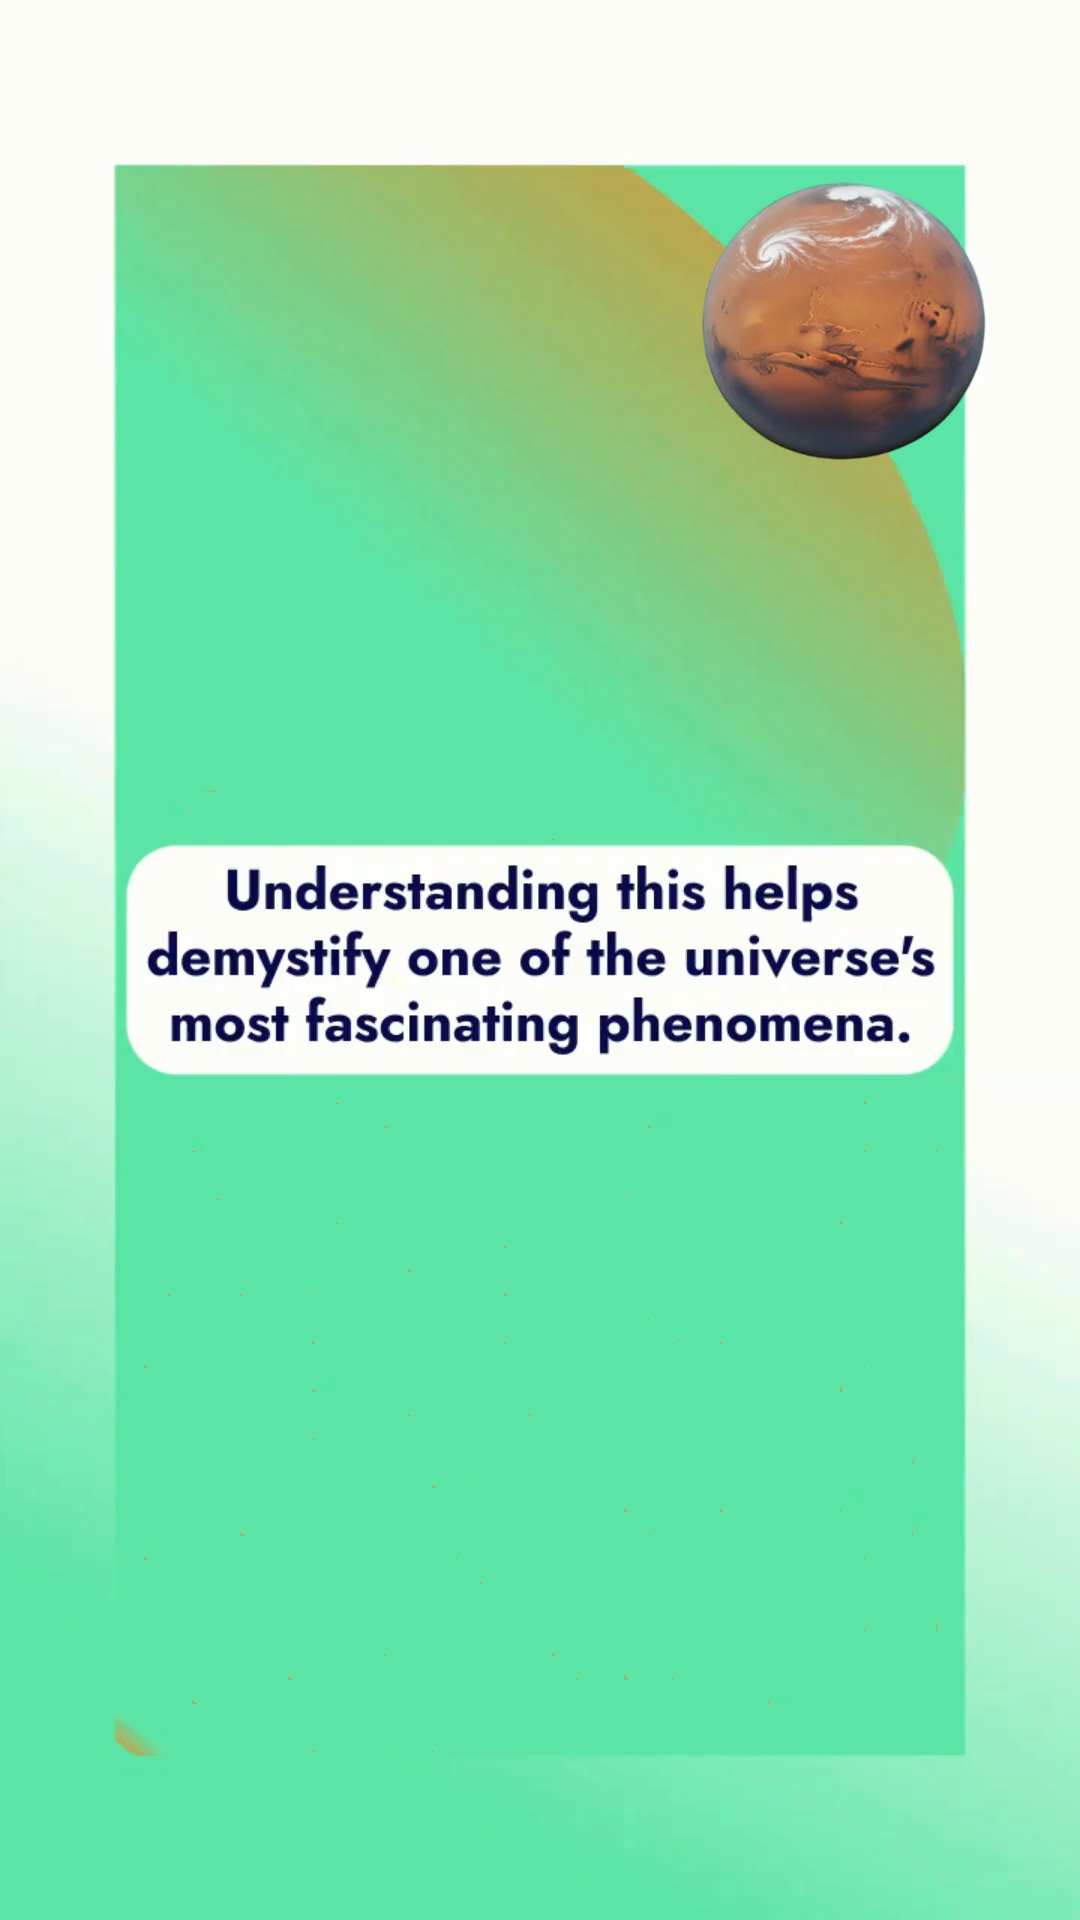 Understanding this helps
demystify one of the universe's
most fascinating phenomena.